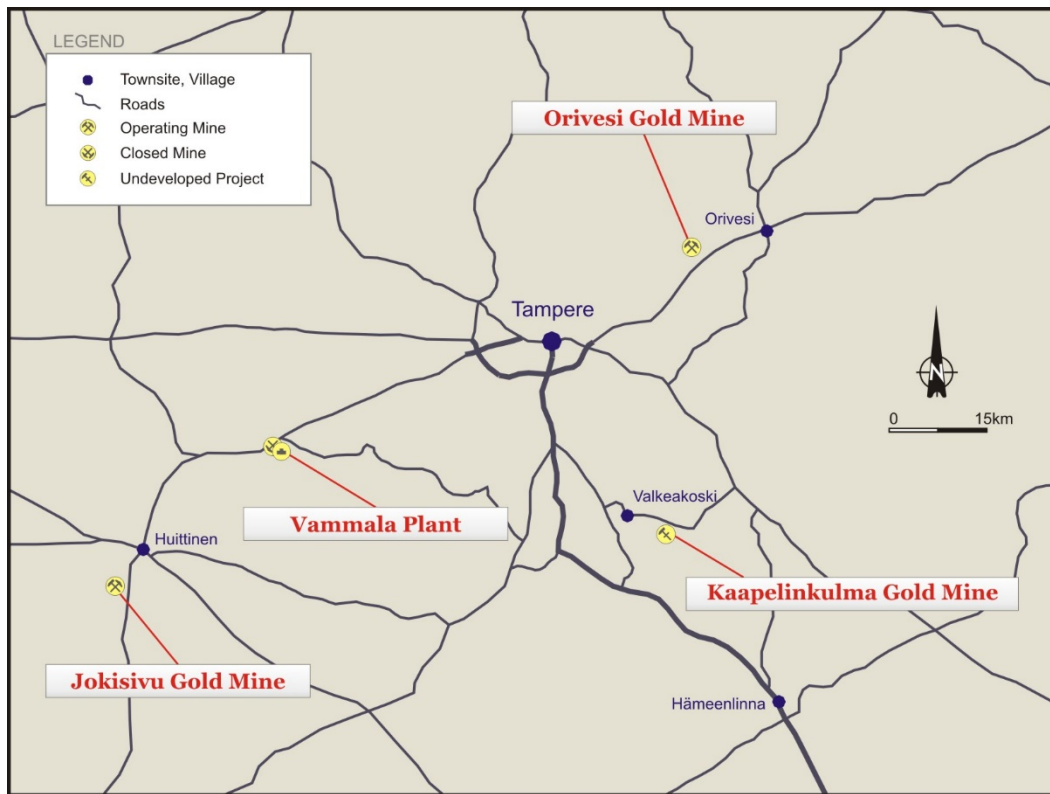 LEGEND
Townsite, Village
Roads
Operating Mine
Closed Mine
Undeveloped Project
Orivesi Gold Mine
Orivesi
Tampere
N
0 15km
Valkeakoski
Vammala Plant
Huittinen
Kaapelinkulma Gold Mine
Jokisivu Gold Mine
Hämeenlinna